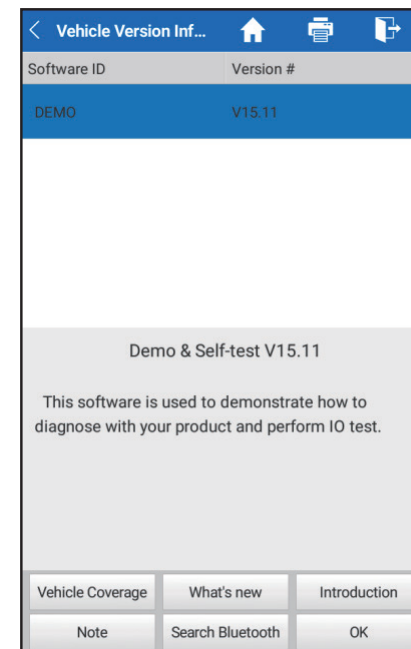 Vehicle Version Inf...
Software ID Version #
DEMO V15.11
Demo & Self-test V15.11
This software is used to demonstrate how to
diagnose with your product and perform IO test.
Vehicle Coverage What's new Introduction
Note Search Bluetooth OK